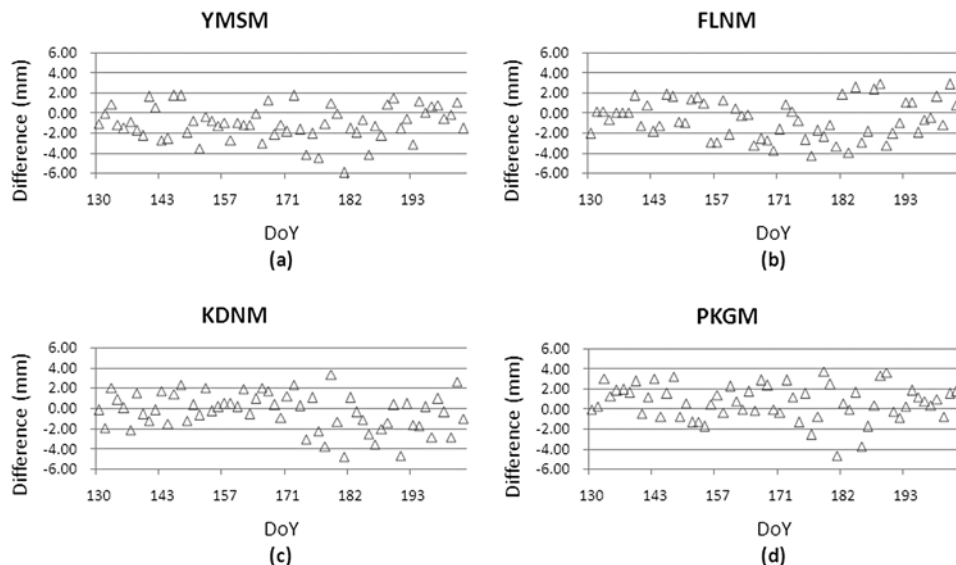 YMSM
6.00
4.00
2.00
0.00
-2.00
-4.00
-6.00
Difference (mm)
130 143 157 171 182 193
DoY
(a)
FLNM
6.00
4.00
2.00
0.00
-2.00
-4.00
-6.00
Difference (mm)
130 143 157 171 182 193
DoY
(b)
KDNM
6.00
4.00
2.00
0.00
-2.00
-4.00
-6.00
Difference (mm)
130 143 157 171 182 193
DoY
(c)
PKGM
6.00
4.00
2.00
0.00
-2.00
-4.00
-6.00
Difference (mm)
130 143 157 171 182 193
DoY
(d)